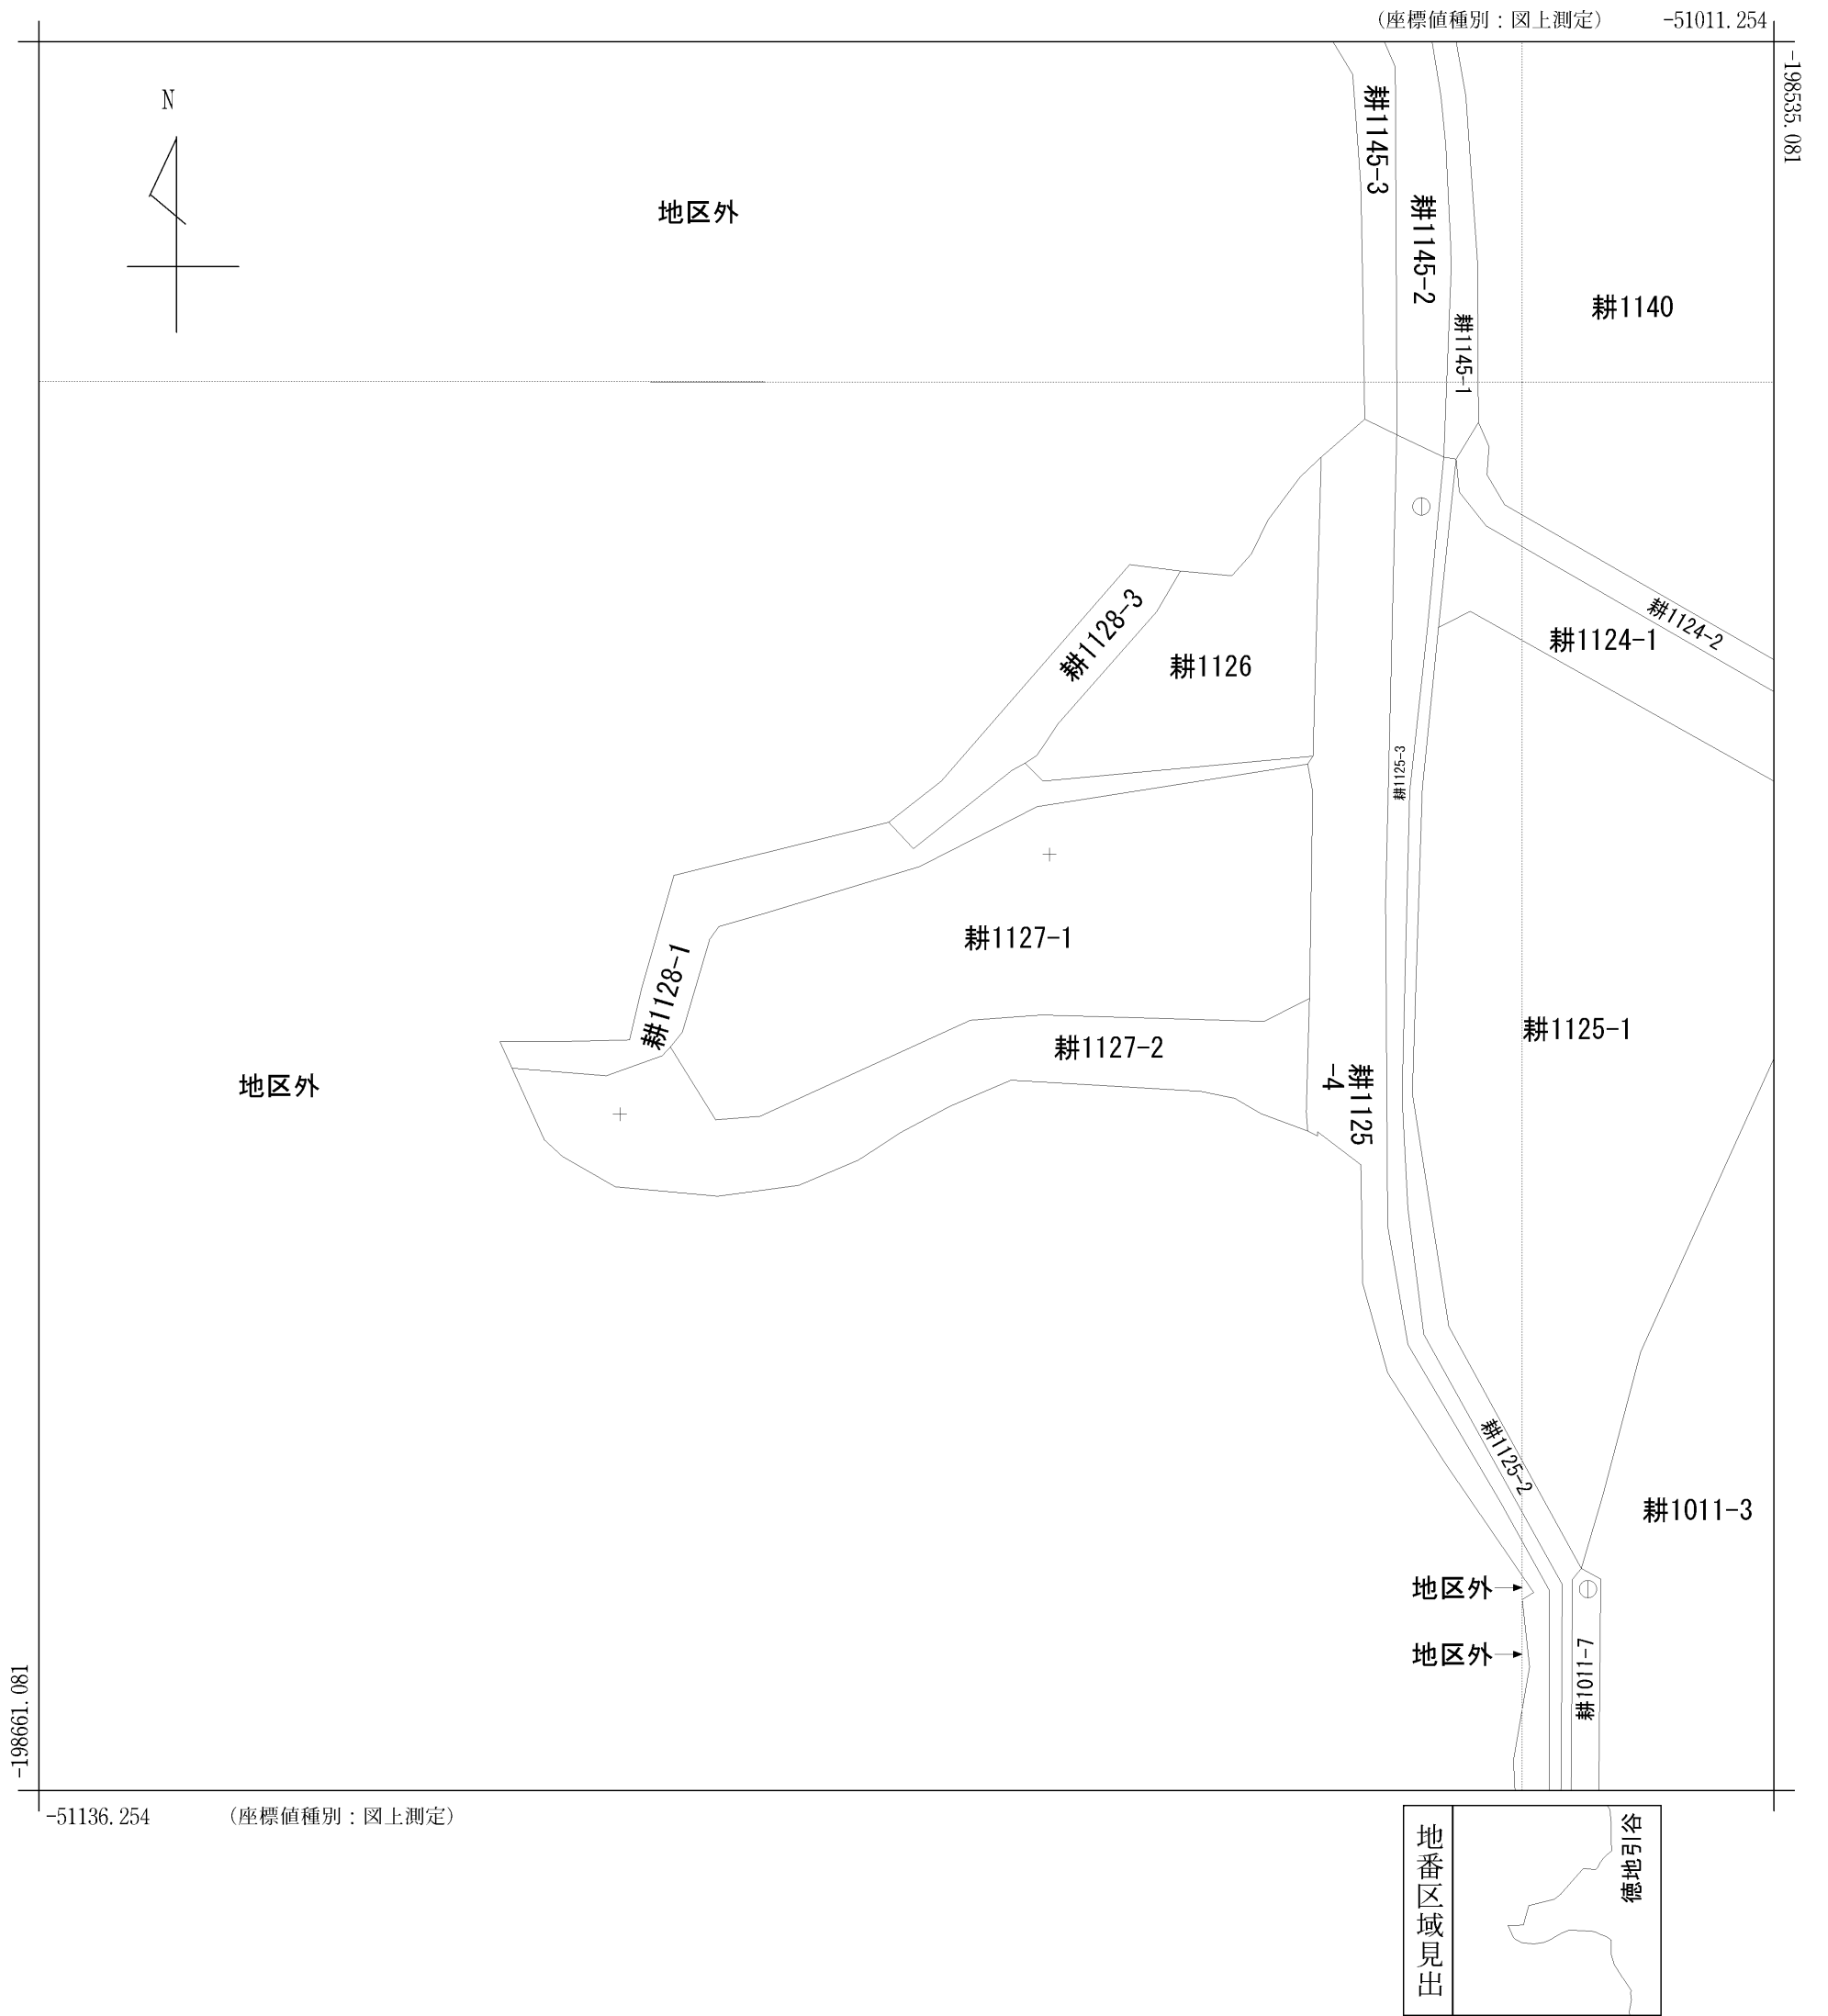 （座標値種別：図上測定）　-51011.254
-198535.081
N
地区外
耕1145-3
耕1145-2
耕1145-1
耕1140
耕1124-2
耕1124-1
耕1128-3
耕1126
耕1125-3
耕1127-1
耕1128-1
耕1125-1
耕1127-2
耕1125
-4
地区外
耕1125-2
耕1011-3
地区外
地区外
耕1011-7
-198661.081
-51136.254　（座標値種別：図上測定）
地番区域見出
徳地引谷